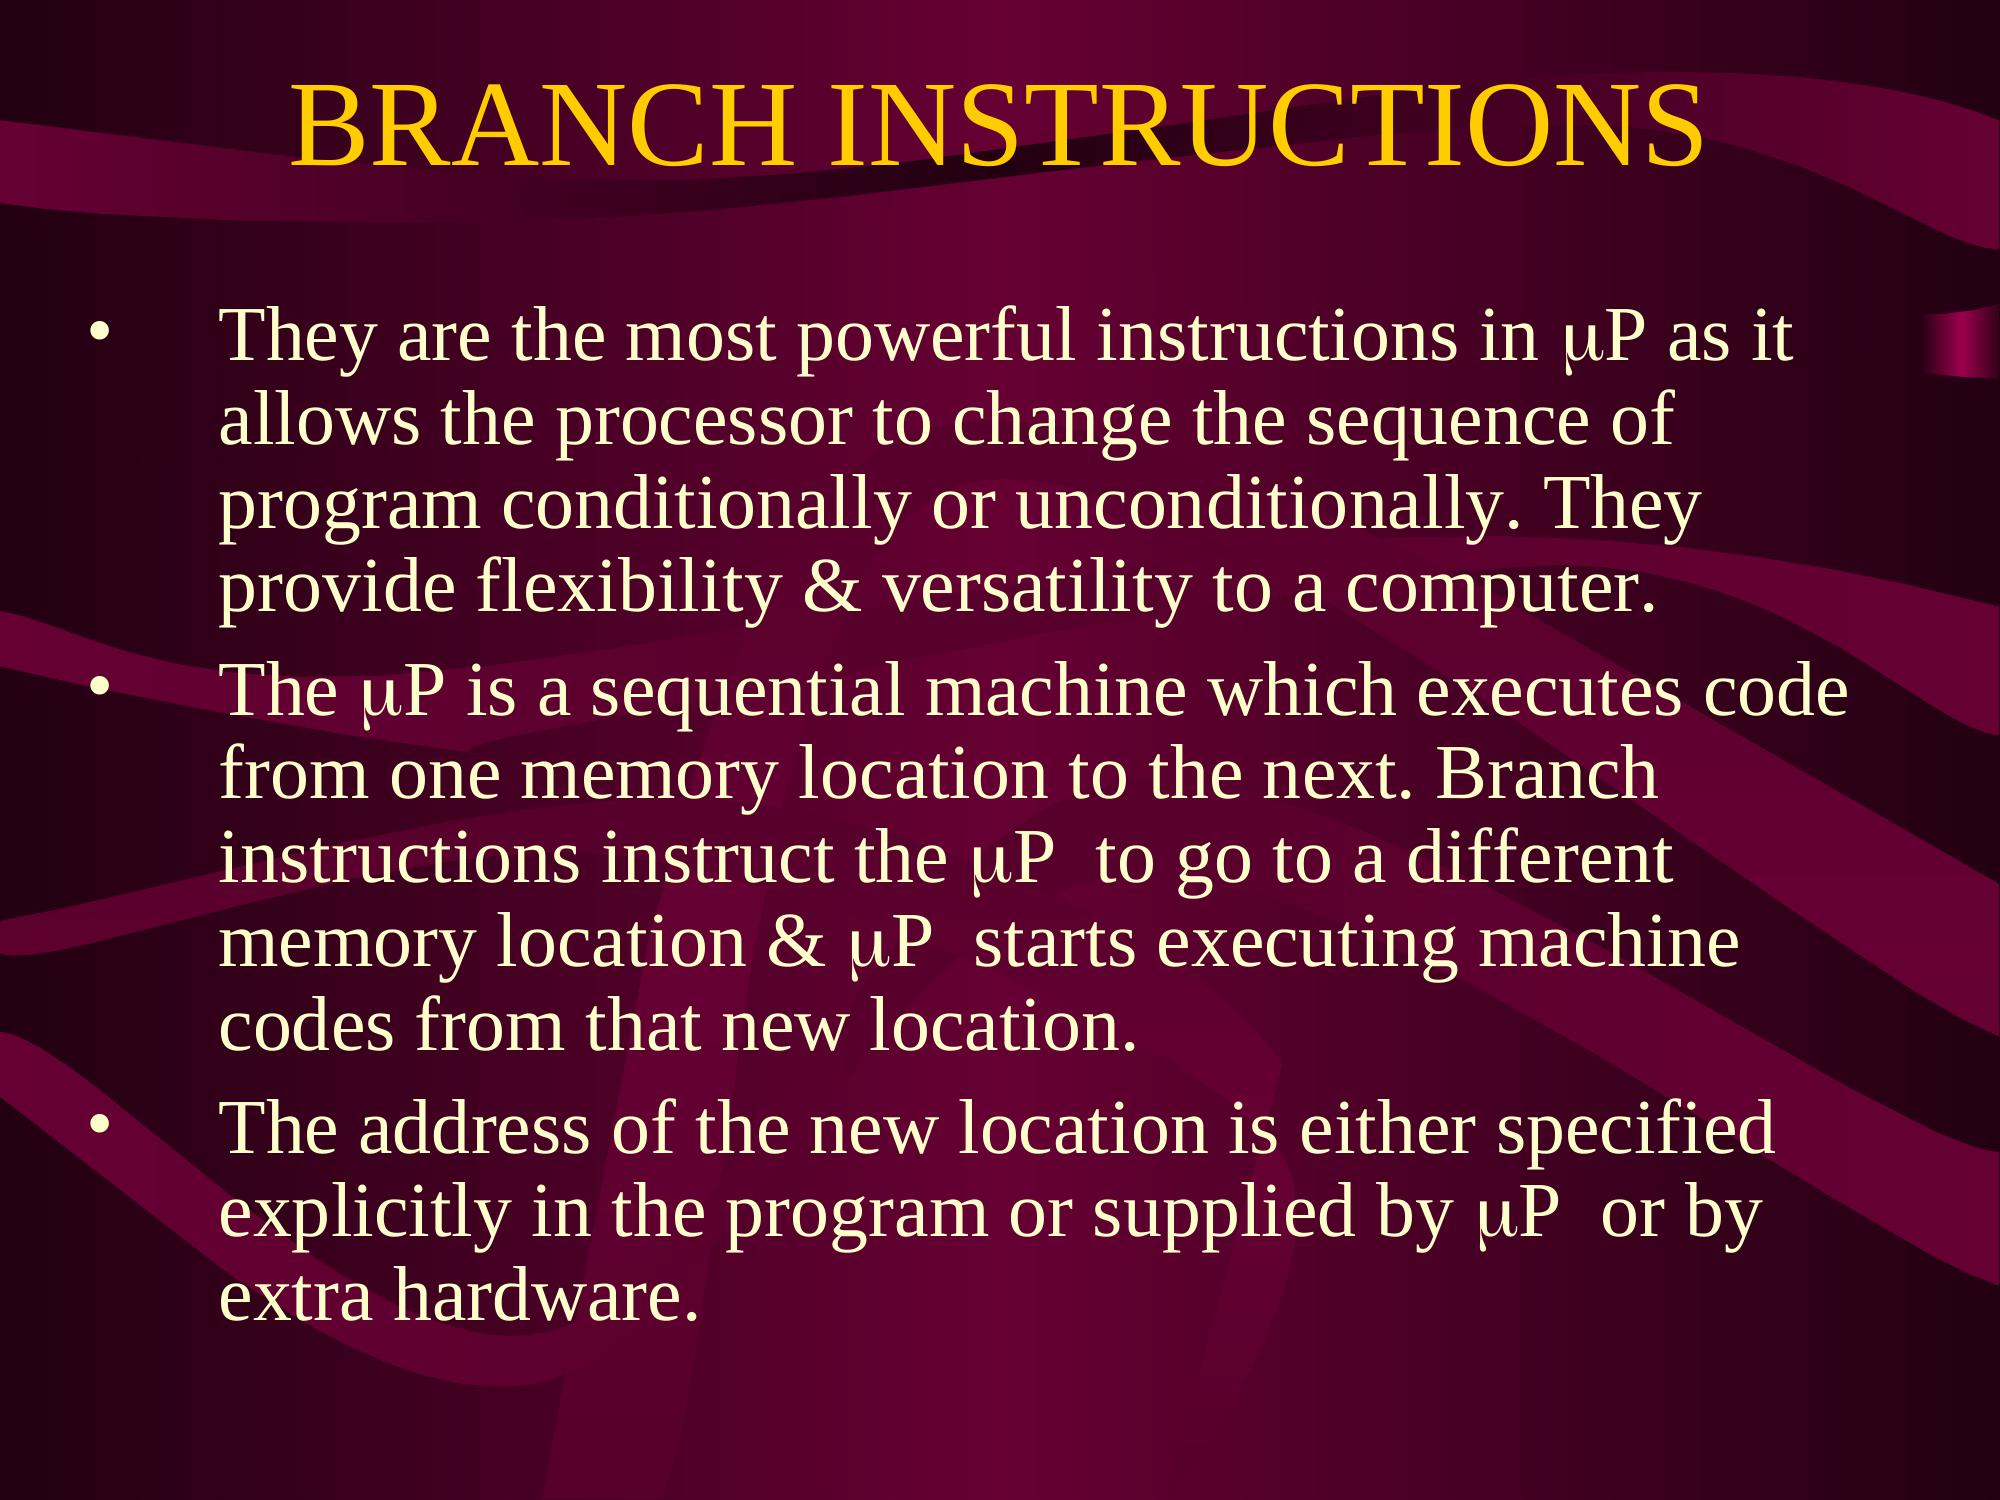 BRANCH INSTRUCTIONS
• They are the most powerful instructions in μP as it
allows the processor to change the sequence of
program conditionally or unconditionally. They
provide flexibility & versatility to a computer.
• The μP is a sequential machine which executes code
from one memory location to the next. Branch
instructions instruct the μP  to go to a different
memory location & μP  starts executing machine
codes from that new location.
• The address of the new location is either specified
explicitly in the program or supplied by μP  or by
extra hardware.